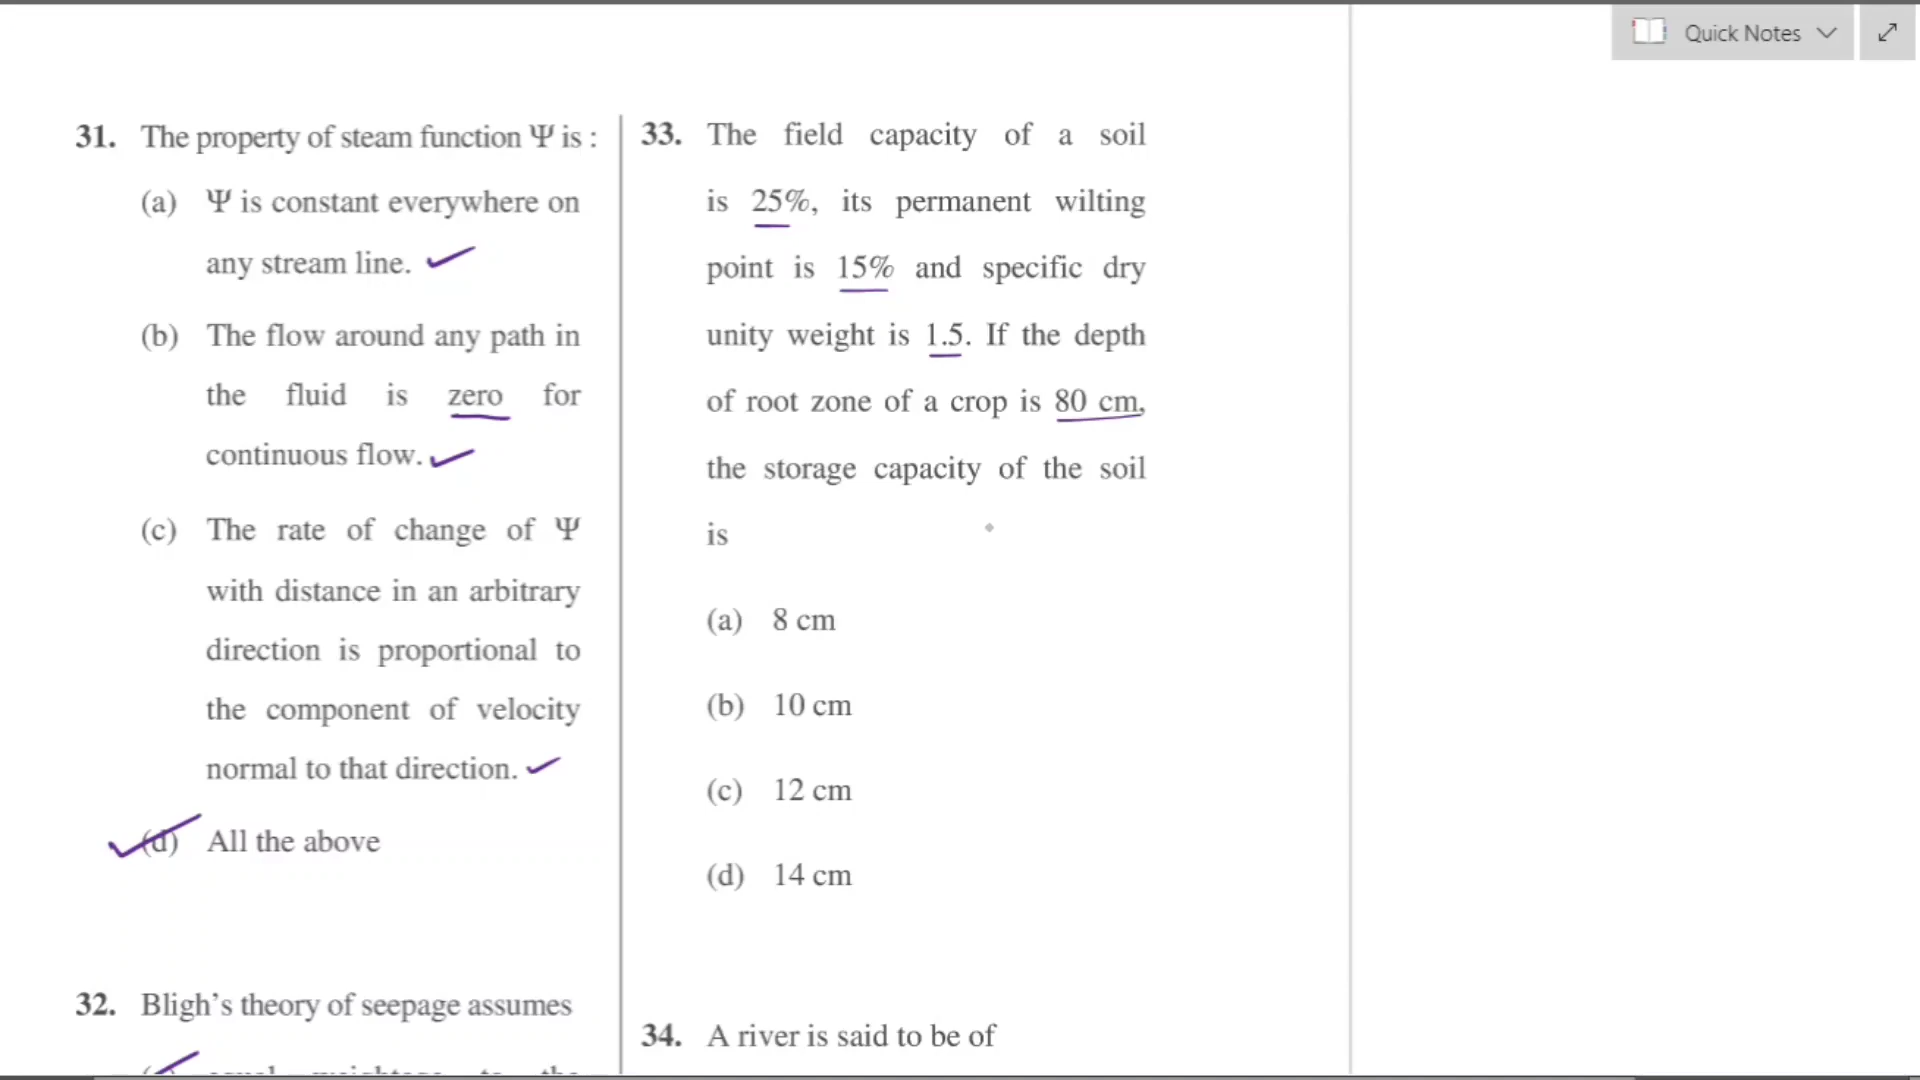 Quick Notes
31. The property of steam function Ψ is :
(a) Ψ is constant everywhere on
any stream line.
(b) The flow around any path in
the fluid is zero for
continuous flow.
(c) The rate of change of Ψ
with distance in an arbitrary
direction is proportional to
the component of velocity
normal to that direction.
(d) All the above
32. Bligh’s theory of seepage assumes
33. The field capacity of a soil
is 25%, its permanent wilting
point is 15% and specific dry
unity weight is 1.5. If the depth
of root zone of a crop is 80 cm,
the storage capacity of the soil
is
(a) 8 cm
(b) 10 cm
(c) 12 cm
(d) 14 cm
34. A river is said to be of